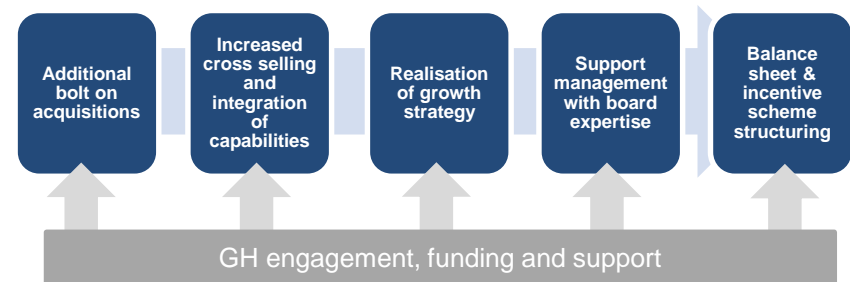 Additional
bolt on
acquisitions
Increased
cross selling
and
integration
of
capabilities
Realisation
of growth
strategy
Support
management
with board
expertise
Balance
sheet &
incentive
scheme
structuring
GH engagement, funding and support